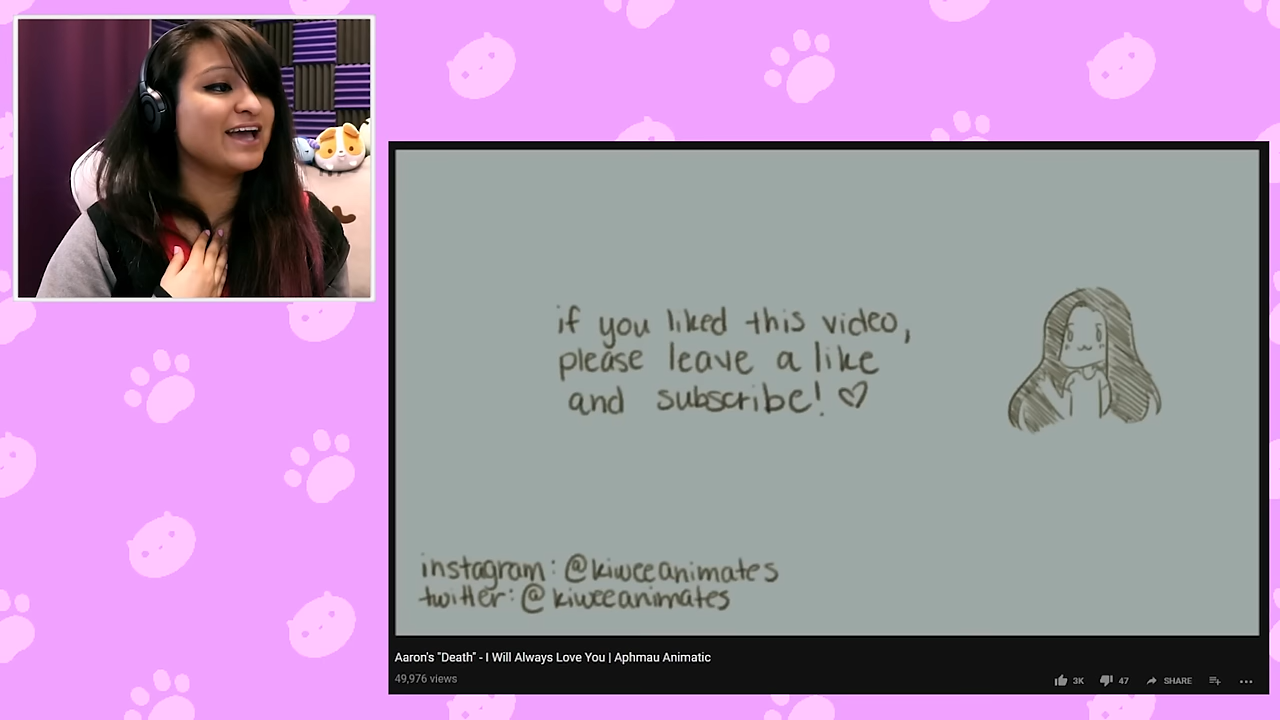 if you liked this video,
please leave a like
and subscribe! ♡
instagram: @kiweeanimates
twitter: @kiweeanimates
Aaron's "Death" - I Will Always Love You | Aphmau Animatic
49,976 views
3K 47 SHARE